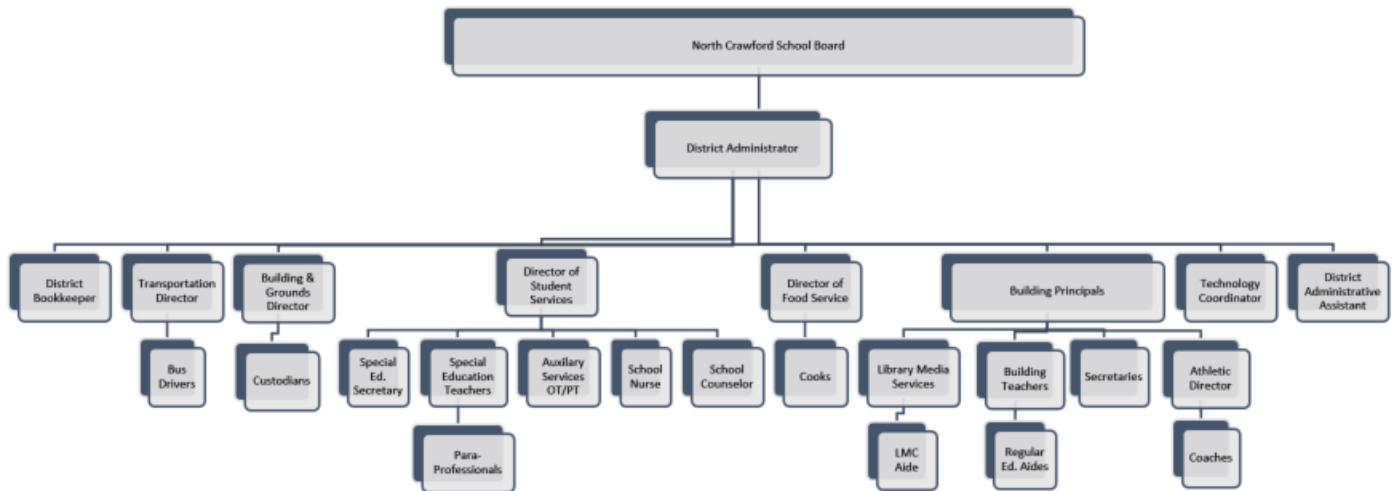 North Crawford School Board
District Administrator
District
Bookkeeper
Transportation
Director
Building &
Grounds
Director
Director of
Student
Services
Director of
Food Service
Building Principals
Technology
Coordinator
District
Administrative
Assistant
Bus
Drivers
Custodians
Special
Ed.
Secretary
Special
Education
Teachers
Auxilary
Services
OT/PT
School
Nurse
School
Counselor
Cooks
Library Media
Services
Building
Teachers
Secretaries
Athletic
Director
Para-
Professionals
LMC
Aide
Regular
Ed. Aides
Coaches